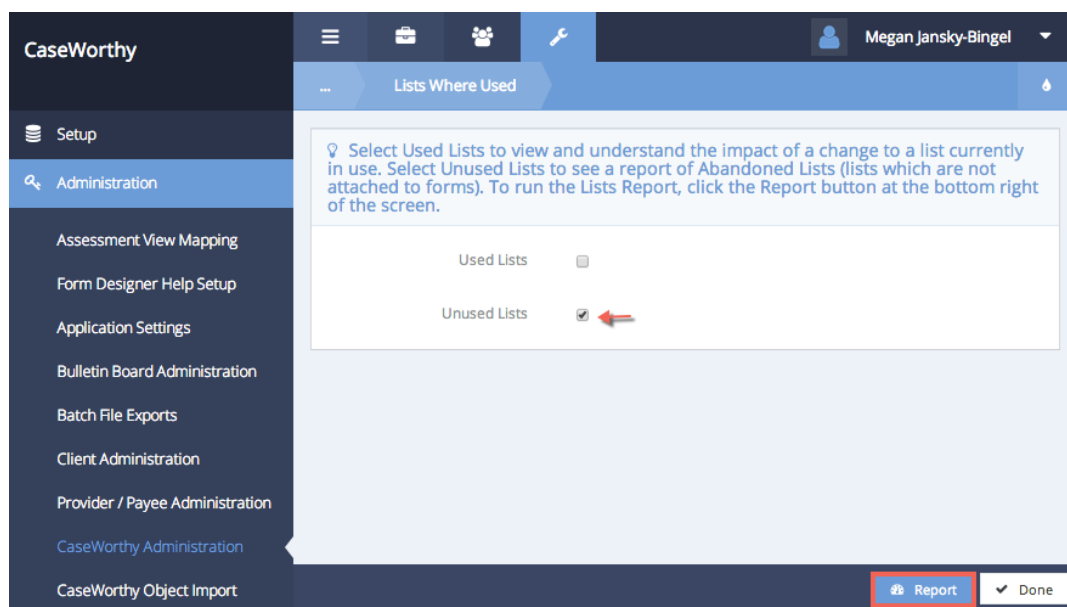 CaseWorthy
Megan Jansky-Bingel
... Lists Where Used
Setup
Administration
Assessment View Mapping
Form Designer Help Setup
Application Settings
Bulletin Board Administration
Batch File Exports
Client Administration
Provider / Payee Administration
CaseWorthy Administration
CaseWorthy Object Import
Select Used Lists to view and understand the impact of a change to a list currently
in use. Select Unused Lists to see a report of Abandoned Lists (lists which are not
attached to forms). To run the Lists Report, click the Report button at the bottom right
of the screen.
Used Lists
Unused Lists
Report
Done